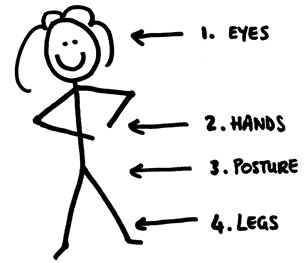 1. EYES
2. HANDS
3. POSTURE
4. LEGS